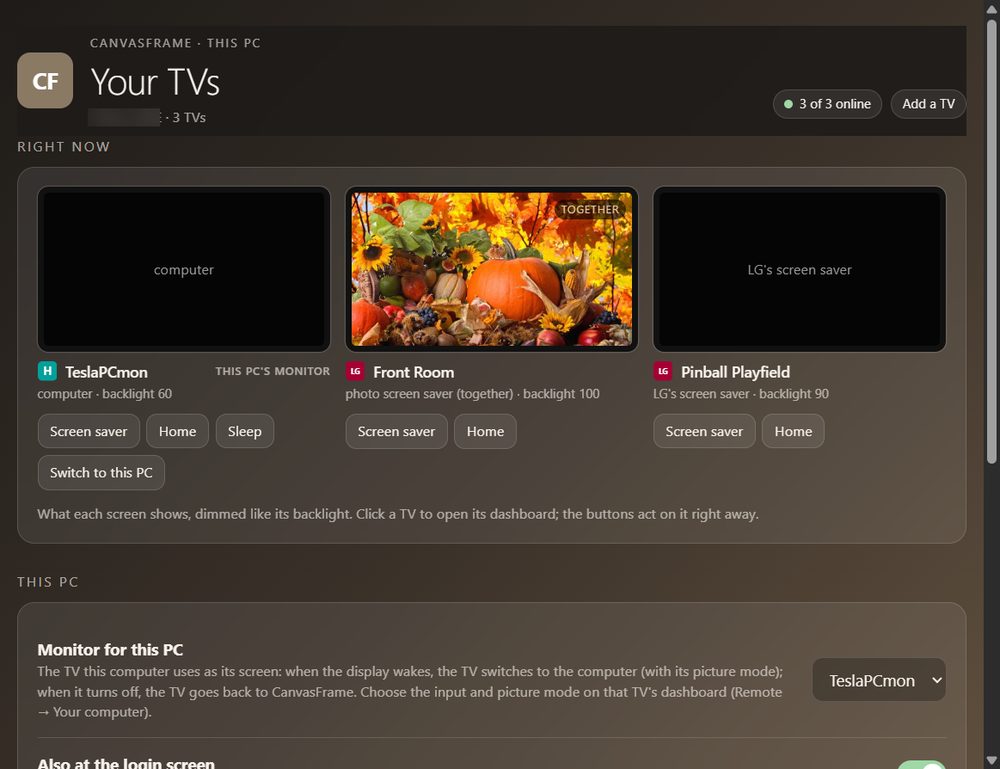 CANVASFRAME · THIS PC
CF
Your TVs
· 3 TVs
3 of 3 online
Add a TV
RIGHT NOW
computer
TOGETHER
LG's screen saver
H TeslaPCmon
THIS PC'S MONITOR
computer · backlight 60
Screen saver
Home
Sleep
Switch to this PC
LG Front Room
photo screen saver (together) · backlight 100
Screen saver
Home
LG Pinball Playfield
LG's screen saver · backlight 90
Screen saver
Home
What each screen shows, dimmed like its backlight. Click a TV to open its dashboard; the buttons act on it right away.
THIS PC
Monitor for this PC
The TV this computer uses as its screen: when the display wakes, the TV switches to the computer (with its picture mode);
when it turns off, the TV goes back to CanvasFrame. Choose the input and picture mode on that TV's dashboard (Remote
→ Your computer).
TeslaPCmon
Also at the login screen